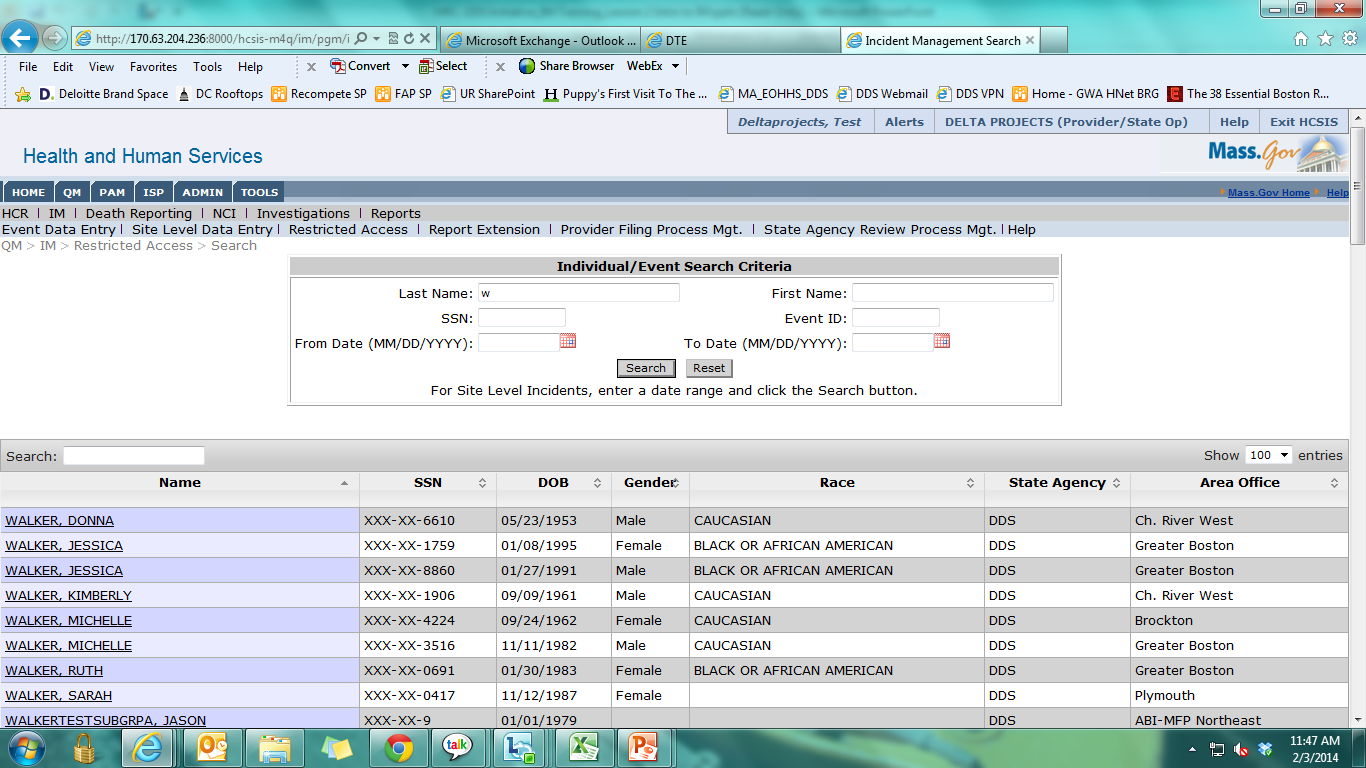 http://170.63.204.236:8000/hcsis-m4q/im/pgm/i
Microsoft Exchange - Outlook ...
DTE
Incident Management Search
File Edit View Favorites Tools Help
x Convert Select x Share Browser WebEx
D. Deloitte Brand Space DC Rooftops Recompete SP FAP SP UR SharePoint H Puppy's First Visit To The ... MA_EOHHS_DDS DDS Webmail DDS VPN Home - GWA HNet BRG E The 38 Essential Boston R...
Deltaprojects, Test Alerts DELTA PROJECTS (Provider/State Op) Help Exit HCSIS
Health and Human Services Mass.Gov
HOME QM PAM ISP ADMIN TOOLS Mass.Gov Home Help
HCR | IM | Death Reporting | NCI | Investigations | Reports
Event Data Entry | Site Level Data Entry | Restricted Access | Report Extension | Provider Filing Process Mgt. | State Agency Review Process Mgt. | Help
QM > IM > Restricted Access > Search
Individual/Event Search Criteria
Last Name: w First Name:
SSN: Event ID:
From Date (MM/DD/YYYY): To Date (MM/DD/YYYY):
Search Reset
For Site Level Incidents, enter a date range and click the Search button.
Search: Show 100 entries
Name SSN DOB Gender Race State Agency Area Office
WALKER, DONNA XXX-XX-6610 05/23/1953 Male CAUCASIAN DDS Ch. River West
WALKER, JESSICA XXX-XX-1759 01/08/1995 Female BLACK OR AFRICAN AMERICAN DDS Greater Boston
WALKER, JESSICA XXX-XX-8860 01/27/1991 Male BLACK OR AFRICAN AMERICAN DDS Greater Boston
WALKER, KIMBERLY XXX-XX-1906 09/09/1961 Male CAUCASIAN DDS Ch. River West
WALKER, MICHELLE XXX-XX-4224 09/24/1962 Female CAUCASIAN DDS Brockton
WALKER, MICHELLE XXX-XX-3516 11/11/1982 Male CAUCASIAN DDS Greater Boston
WALKER, RUTH XXX-XX-0691 01/30/1983 Female BLACK OR AFRICAN AMERICAN DDS Greater Boston
WALKER, SARAH XXX-XX-0417 11/12/1987 Female DDS Plymouth
WALKERTESTSUBGRPA, JASON XXX-XX-9 01/01/1979 DDS ABI-MFP Northeast
talk
11:47 AM
2/3/2014